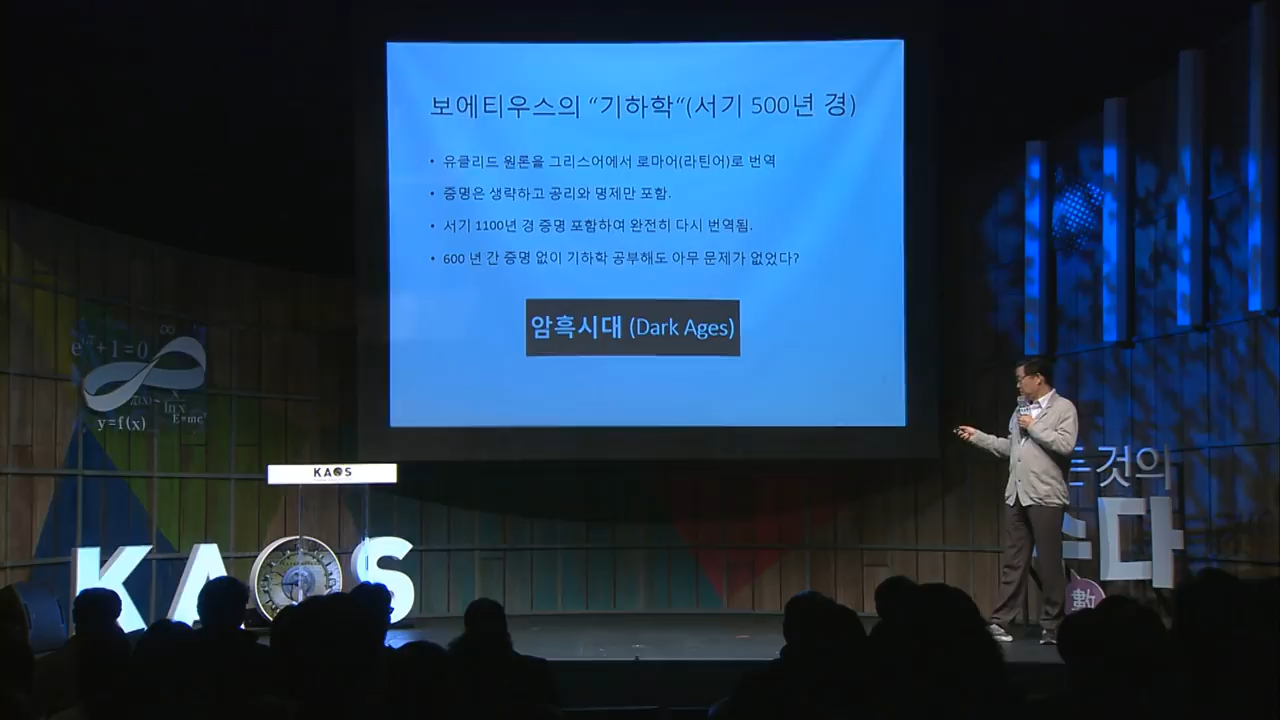 보에티우스의 “기하학“(서기 500년 경)
• 유클리드 원론을 그리스어에서 로마어(라틴어)로 번역
• 증명은 생략하고 공리와 명제만 포함.
• 서기 1100년 경 증명 포함하여 완전히 다시 번역됨.
• 600 년 간 증명 없이 기하학 공부해도 아무 문제가 없었다?
암흑시대 (Dark Ages)
∞
e^iπ+1=0
π(x)~ x/ln x
E=mc²
y=f(x)
KAOS
KAOS
것의
다
數